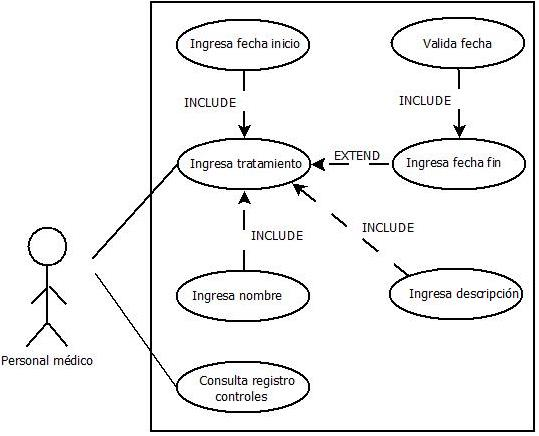 Ingresa fecha inicio
Valida fecha
INCLUDE
INCLUDE
Ingresa tratamiento
EXTEND
Ingresa fecha fin
INCLUDE
INCLUDE
Ingresa nombre
Ingresa descripción
Personal médico
Consulta registro
controles